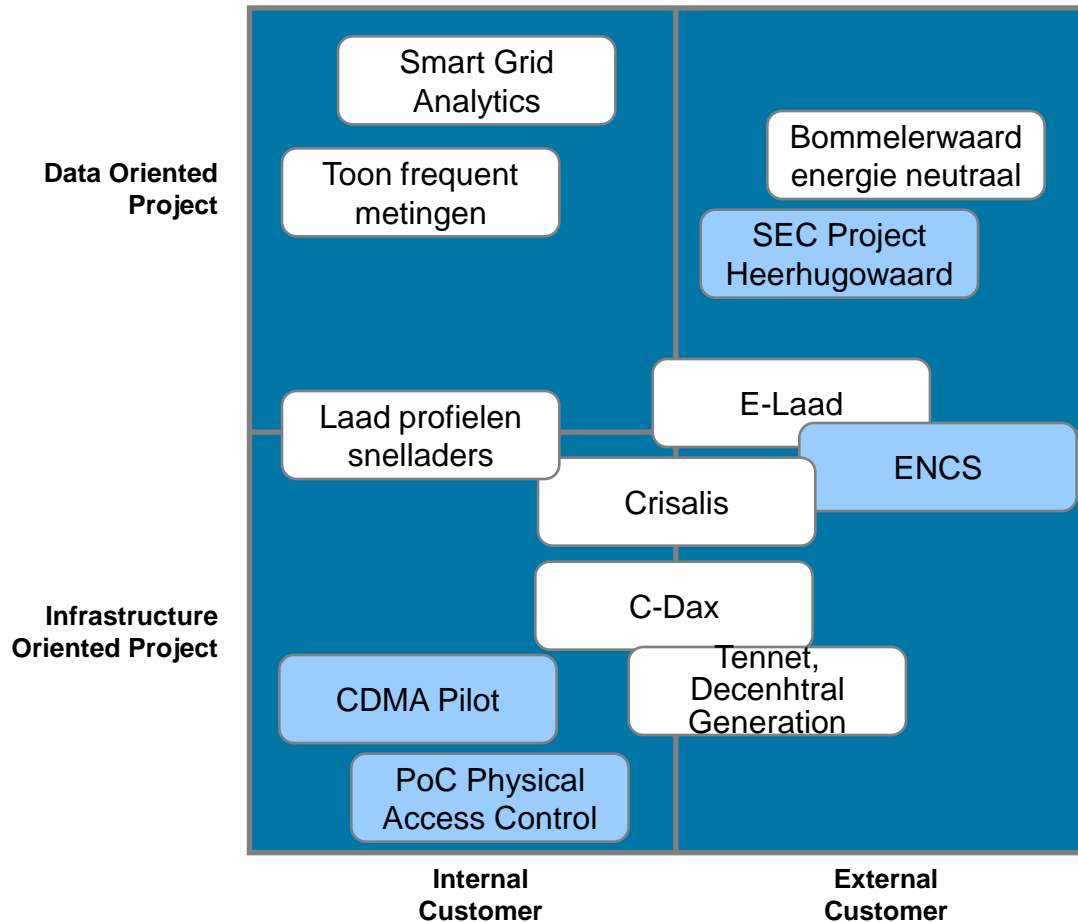 Smart Grid
Analytics
Bommelerwaard
energie neutraal
Data Oriented
Project
Toon frequent
metingen
SEC Project
Heerhugowaard
E-Laad
Laad profielen
snelladers
ENCS
Crisalis
C-Dax
Infrastructure
Oriented Project
Tennet,
Decenhtral
Generation
CDMA Pilot
PoC Physical
Access Control
Internal
Customer
External
Customer